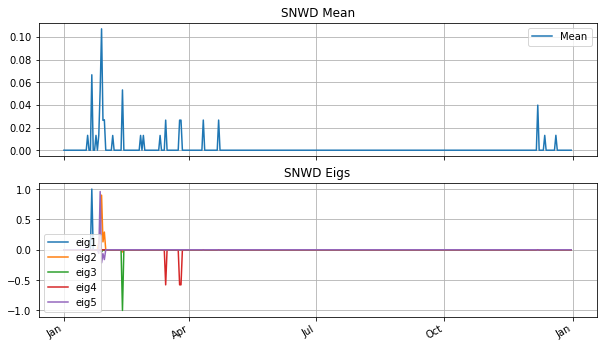 SNWD Mean
0.10
0.08
0.06
0.04
0.02
0.00
Mean
SNWD Eigs
1.0
0.5
0.0
−0.5
−1.0
eig1
eig2
eig3
eig4
eig5
Jan
Apr
Jul
Oct
Jan